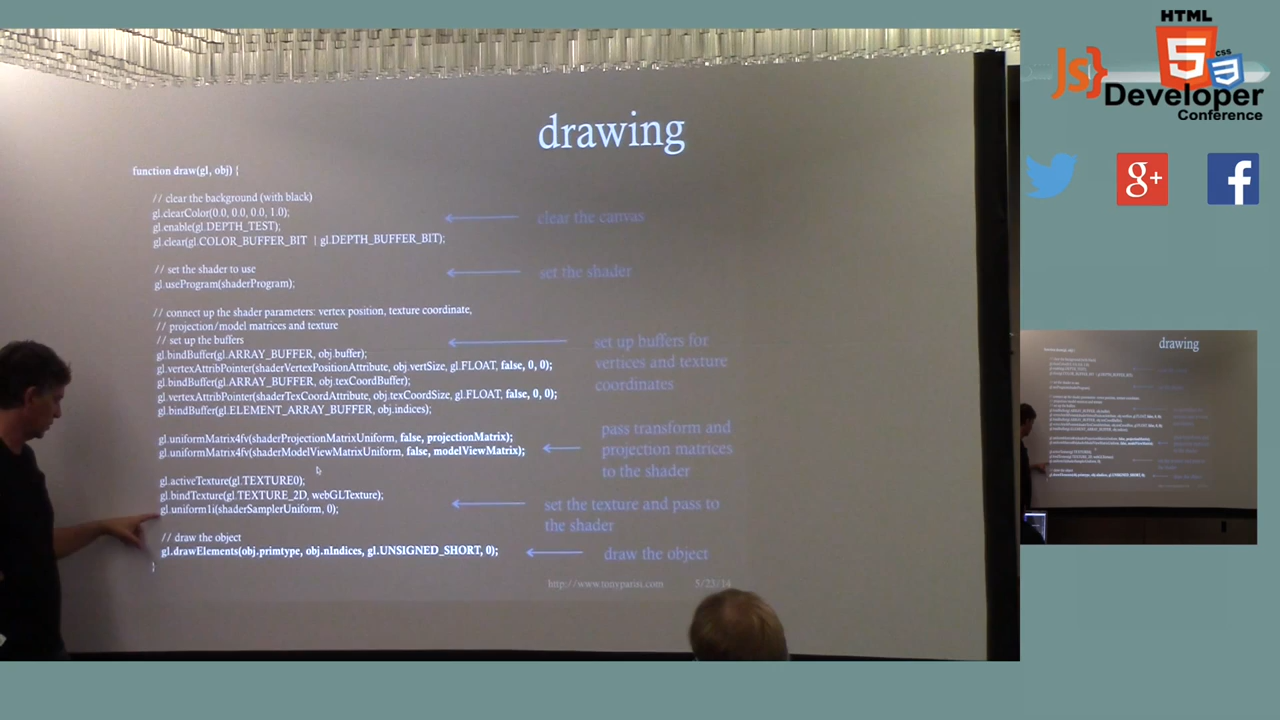 drawing
function draw(gl, obj) {
// clear the background (with black)
gl.clearColor(0.0, 0.0, 0.0, 1.0);
gl.enable(gl.DEPTH_TEST);
gl.clear(gl.COLOR_BUFFER_BIT | gl.DEPTH_BUFFER_BIT);
clear the canvas
// set the shader to use
gl.useProgram(shaderProgram);
set the shader
// connect up the shader parameters: vertex position, texture coordinate,
// projection/model matrices and texture
// set up the buffers
gl.bindBuffer(gl.ARRAY_BUFFER, obj.buffer);
gl.vertexAttribPointer(shaderVertexPositionAttribute, obj.vertSize, gl.FLOAT, false, 0, 0);
gl.bindBuffer(gl.ARRAY_BUFFER, obj.texCoordBuffer);
gl.vertexAttribPointer(shaderTexCoordAttribute, obj.texCoordSize, gl.FLOAT, false, 0, 0);
gl.bindBuffer(gl.ELEMENT_ARRAY_BUFFER, obj.indices);
set up buffers for
vertices and texture
coordinates
gl.uniformMatrix4fv(shaderProjectionMatrixUniform, false, projectionMatrix);
gl.uniformMatrix4fv(shaderModelViewMatrixUniform, false, modelViewMatrix);
pass transform and
projection matrices
to the shader
gl.activeTexture(gl.TEXTURE0);
gl.bindTexture(gl.TEXTURE_2D, webGLTexture);
gl.uniform1i(shaderSamplerUniform, 0);
set the texture and pass to
the shader
// draw the object
gl.drawElements(obj.primtype, obj.nIndices, gl.UNSIGNED_SHORT, 0);
draw the object
}
http://www.tonyparisi.com 5/23/14
HTML
JS}
5
CSS
3
Developer
Conference
g+
f
drawing